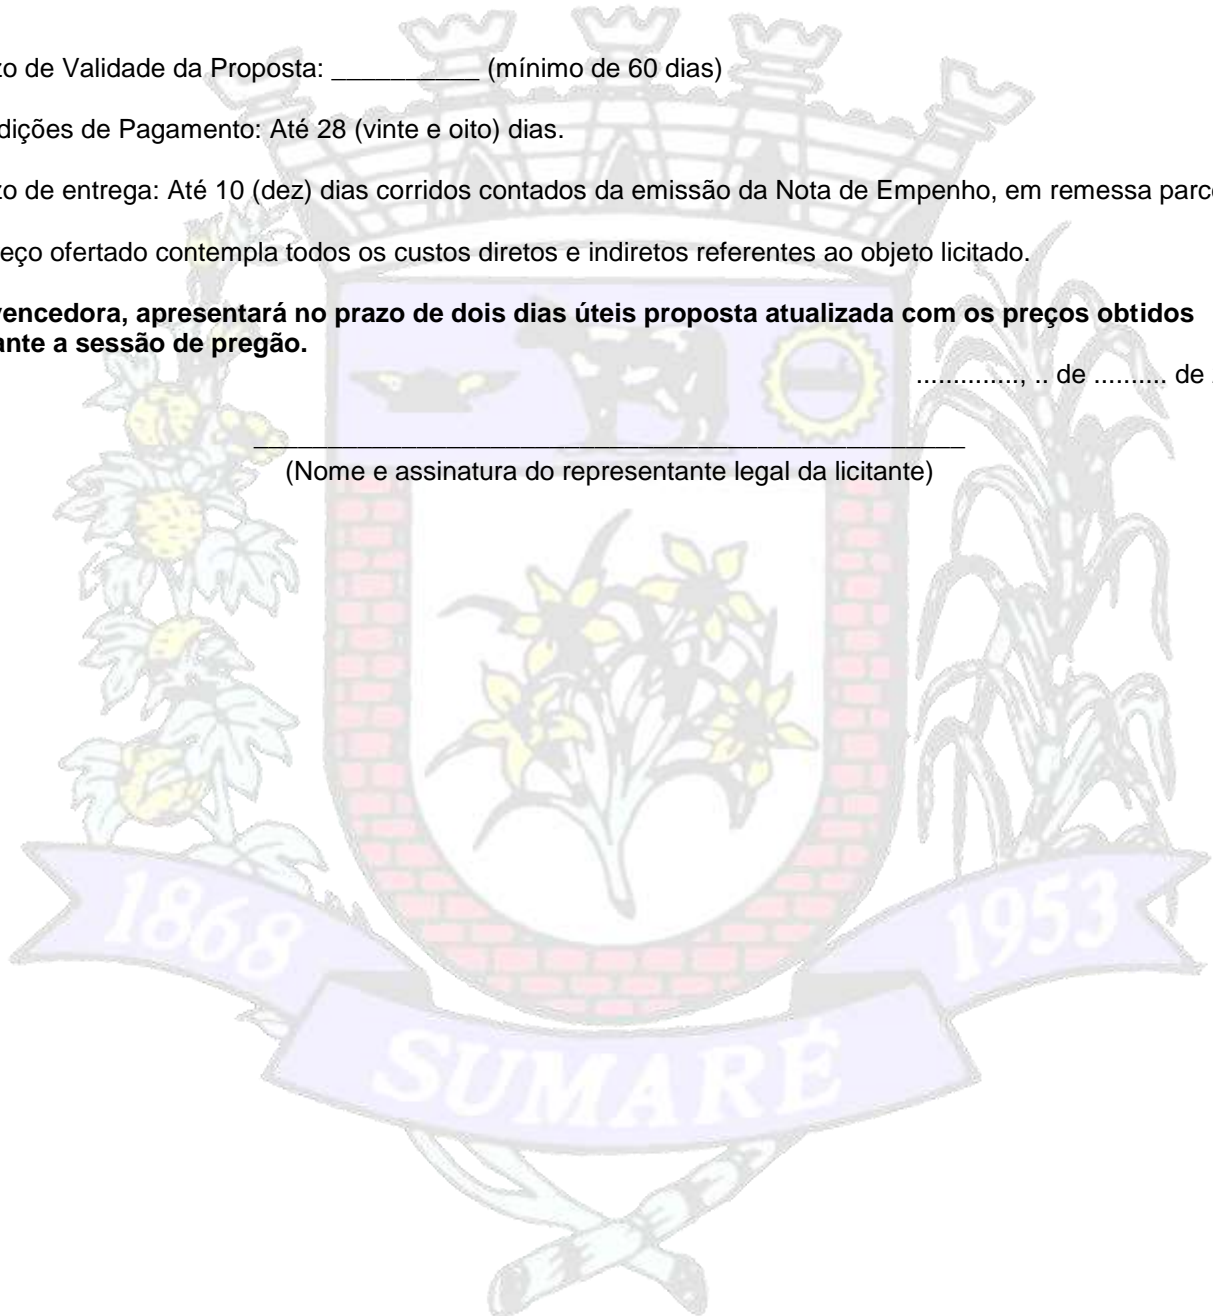 zo de Validade da Proposta: __________ (mínimo de 60 dias)
dições de Pagamento: Até 28 (vinte e oito) dias.
zo de entrega: Até 10 (dez) dias corridos contados da emissão da Nota de Empenho, em remessa parc
eço ofertado contempla todos os custos diretos e indiretos referentes ao objeto licitado.
vencedora, apresentará no prazo de dois dias úteis proposta atualizada com os preços obtidos
ante a sessão de pregão.
.............., .. de .......... de
________________________________________________
(Nome e assinatura do representante legal da licitante)
1868
1953
SUMARÉ